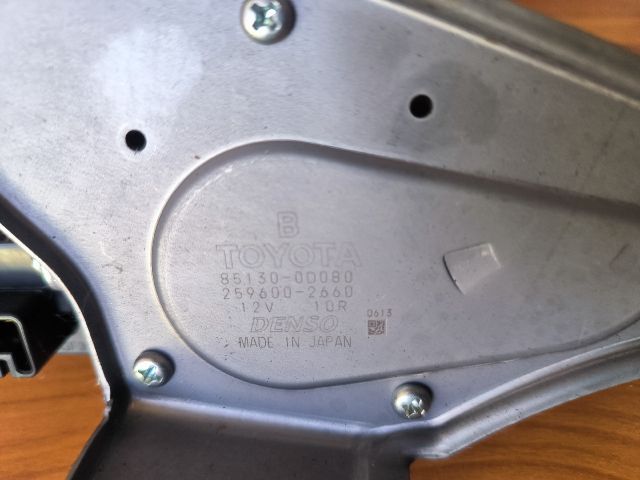 B
TOYOTA
85130-0D080
259600-2660
12V 10R
0613
DENSO
MADE IN JAPAN